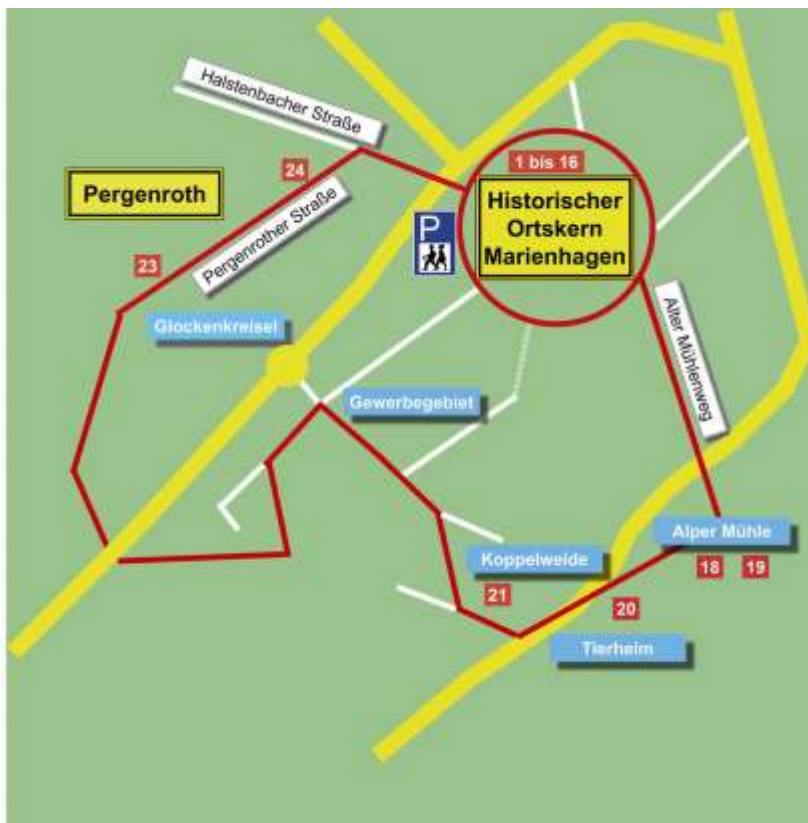 Halstenbacher Straße
1 bis 16
24
Pergenroth
Historischer
Ortskern
Marienhagen
P
Pergenrother Straße
23
Glockenkreisel
Alter Mühlenweg
Gewerbegebiet
Alper Mühle
Koppelweide
18
19
21
20
Tierheim